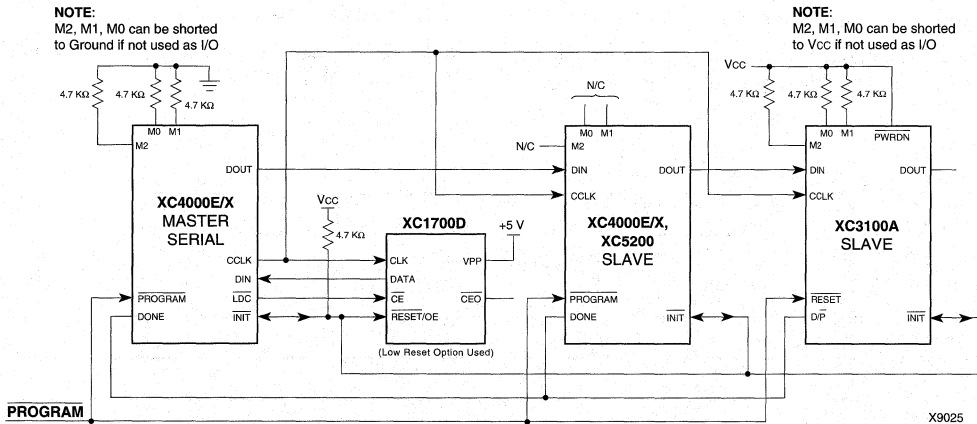 NOTE:
M2, M1, M0 can be shorted
to Ground if not used as I/O
NOTE:
M2, M1, M0 can be shorted
to Vcc if not used as I/O
4.7 KΩ
4.7 KΩ
4.7 KΩ
M0
M1
M2
DOUT
XC4000E/X
MASTER
SERIAL
CCLK
DIN
PROGRAM
LDC
DONE
INIT
Vcc
4.7 KΩ
XC1700D
+5 V
CLK
VPP
DATA
CE
CEO
RESET/OE
(Low Reset Option Used)
N/C
M0
M1
N/C
M2
DIN
DOUT
CCLK
XC4000E/X,
XC5200
SLAVE
PROGRAM
DONE
INIT
Vcc
4.7 KΩ
4.7 KΩ
4.7 KΩ
M0
M1
PWRDN
M2
DIN
DOUT
CCLK
XC3100A
SLAVE
RESET
D/P
INIT
PROGRAM
X9025